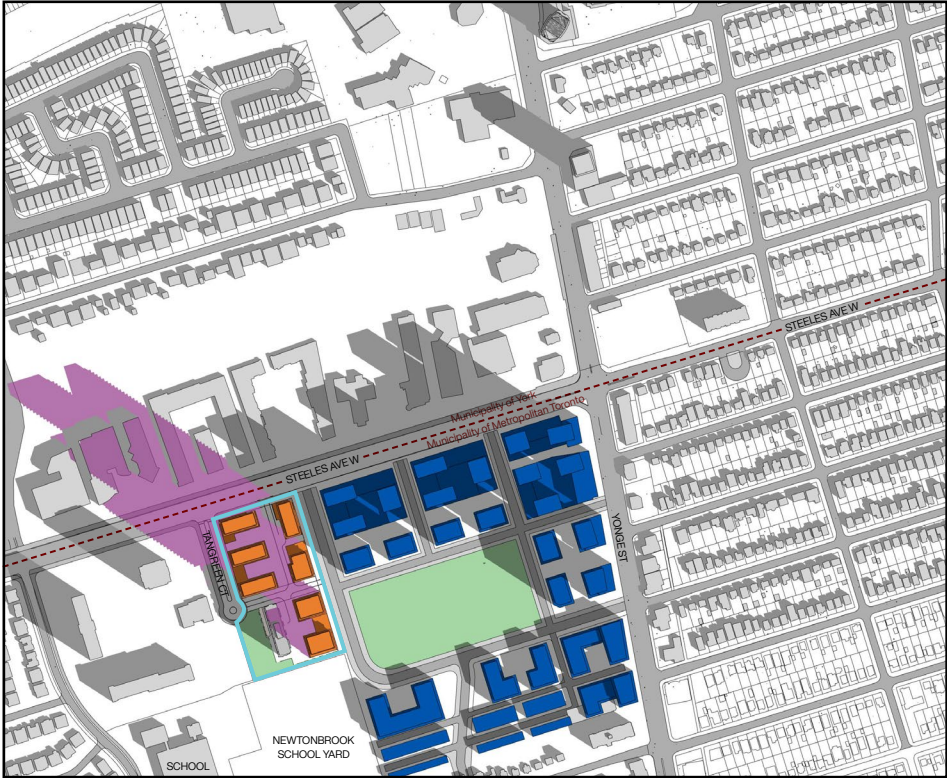 STEELES AVE W
Municipality of York
Municipality of Metropolitan Toronto
STEELES AVE W
TANGREEN CT
YONGE ST
NEWTONBROOK
SCHOOL YARD
SCHOOL